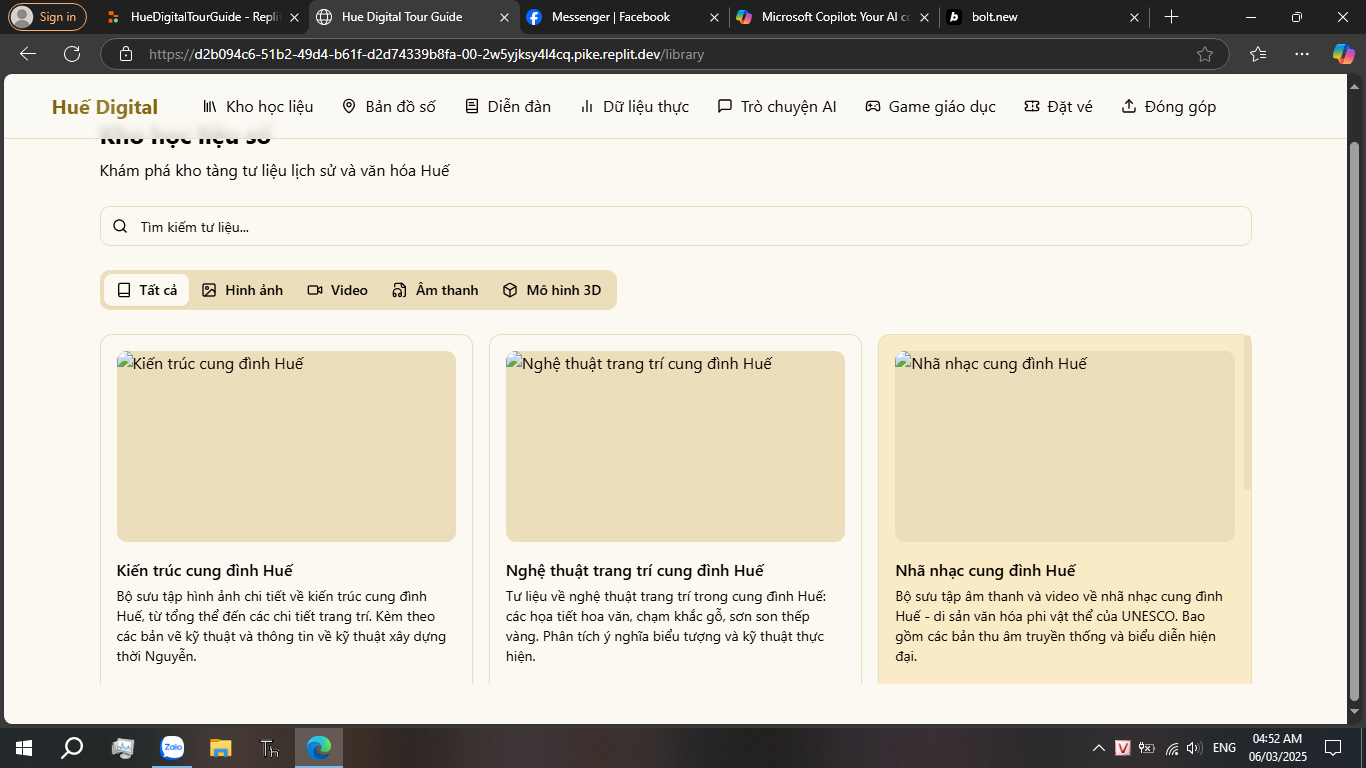 Sign in
HueDigitalTourGuide - Repli
Hue Digital Tour Guide
Messenger | Facebook
Microsoft Copilot: Your AI co
bolt.new
https://d2b094c6-51b2-49d4-b61f-d2d74339b8fa-00-2w5yjksy4l4cq.pike.replit.dev/library
Huế Digital
Kho học liệu
Bản đồ số
Diễn đàn
Dữ liệu thực
Trò chuyện AI
Game giáo dục
Đặt vé
Đóng góp
Kho học liệu số
Khám phá kho tàng tư liệu lịch sử và văn hóa Huế
Tìm kiếm tư liệu...
Tất cả
Hình ảnh
Video
Âm thanh
Mô hình 3D
Kiến trúc cung đình Huế
Nghệ thuật trang trí cung đình Huế
Nhã nhạc cung đình Huế
Kiến trúc cung đình Huế
Bộ sưu tập hình ảnh chi tiết về kiến trúc cung đình
Huế, từ tổng thể đến các chi tiết trang trí. Kèm theo
các bản vẽ kỹ thuật và thông tin về kỹ thuật xây dựng
thời Nguyễn.
Nghệ thuật trang trí cung đình Huế
Tư liệu về nghệ thuật trang trí trong cung đình Huế:
các họa tiết hoa văn, chạm khắc gỗ, sơn son thếp
vàng. Phân tích ý nghĩa biểu tượng và kỹ thuật thực
hiện.
Nhã nhạc cung đình Huế
Bộ sưu tập âm thanh và video về nhã nhạc cung đình
Huế - di sản văn hóa phi vật thể của UNESCO. Bao
gồm các bản thu âm truyền thống và biểu diễn hiện
đại.
Zalo
Th
V
ENG
04:52 AM
06/03/2025